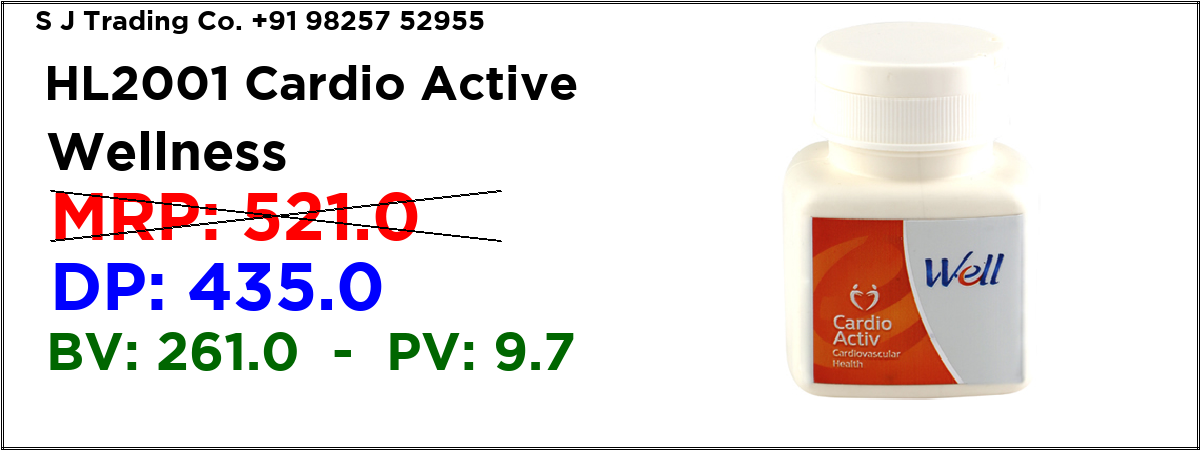 S J Trading Co. +91 98257 52955
HL2001 Cardio Active
Wellness
MRP: 521.0
DP: 435.0
BV: 261.0 - PV: 9.7
Well
Cardio
Activ
Cardiovascular
Health